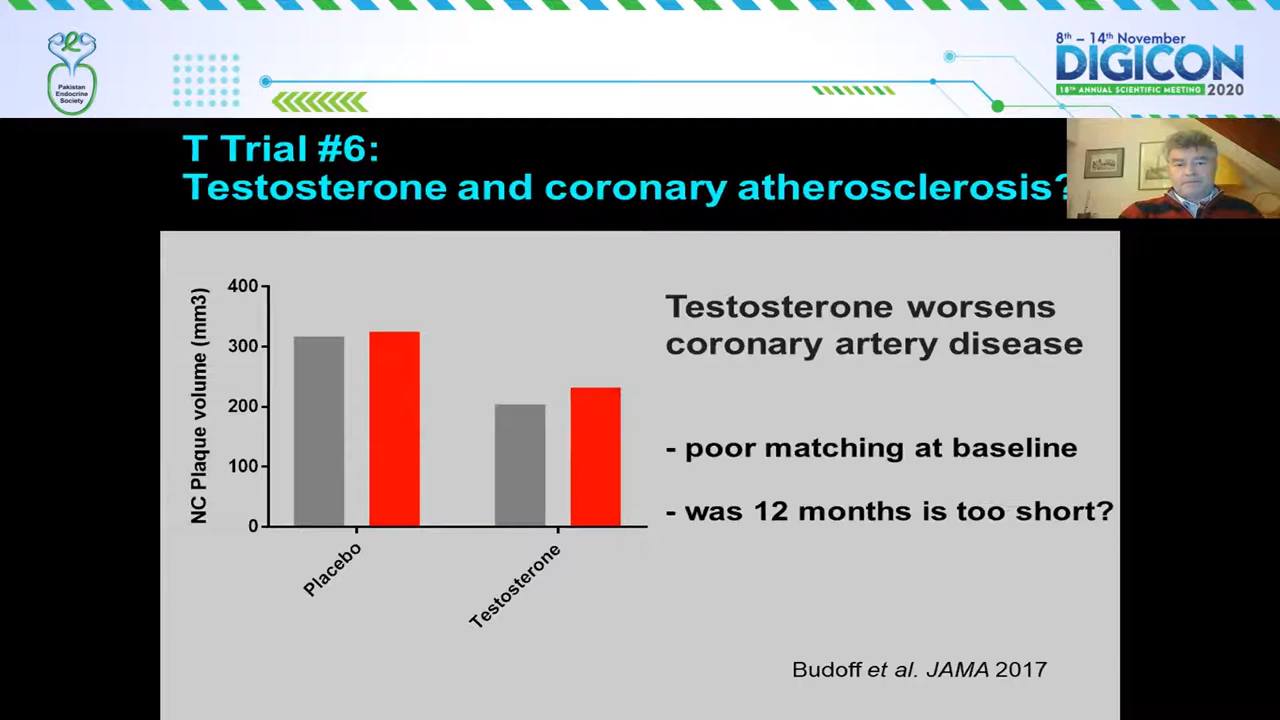 Pakistan
Endocrine
Society
8th – 14th November
DIGICON
18TH ANNUAL SCIENTIFIC MEETING 2020
T Trial #6:
Testosterone and coronary atherosclerosis?
NC Plaque volume (mm3)
400
300
200
100
0
Placebo
Testosterone
Testosterone worsens
coronary artery disease
- poor matching at baseline
- was 12 months is too short?
Budoff et al. JAMA 2017